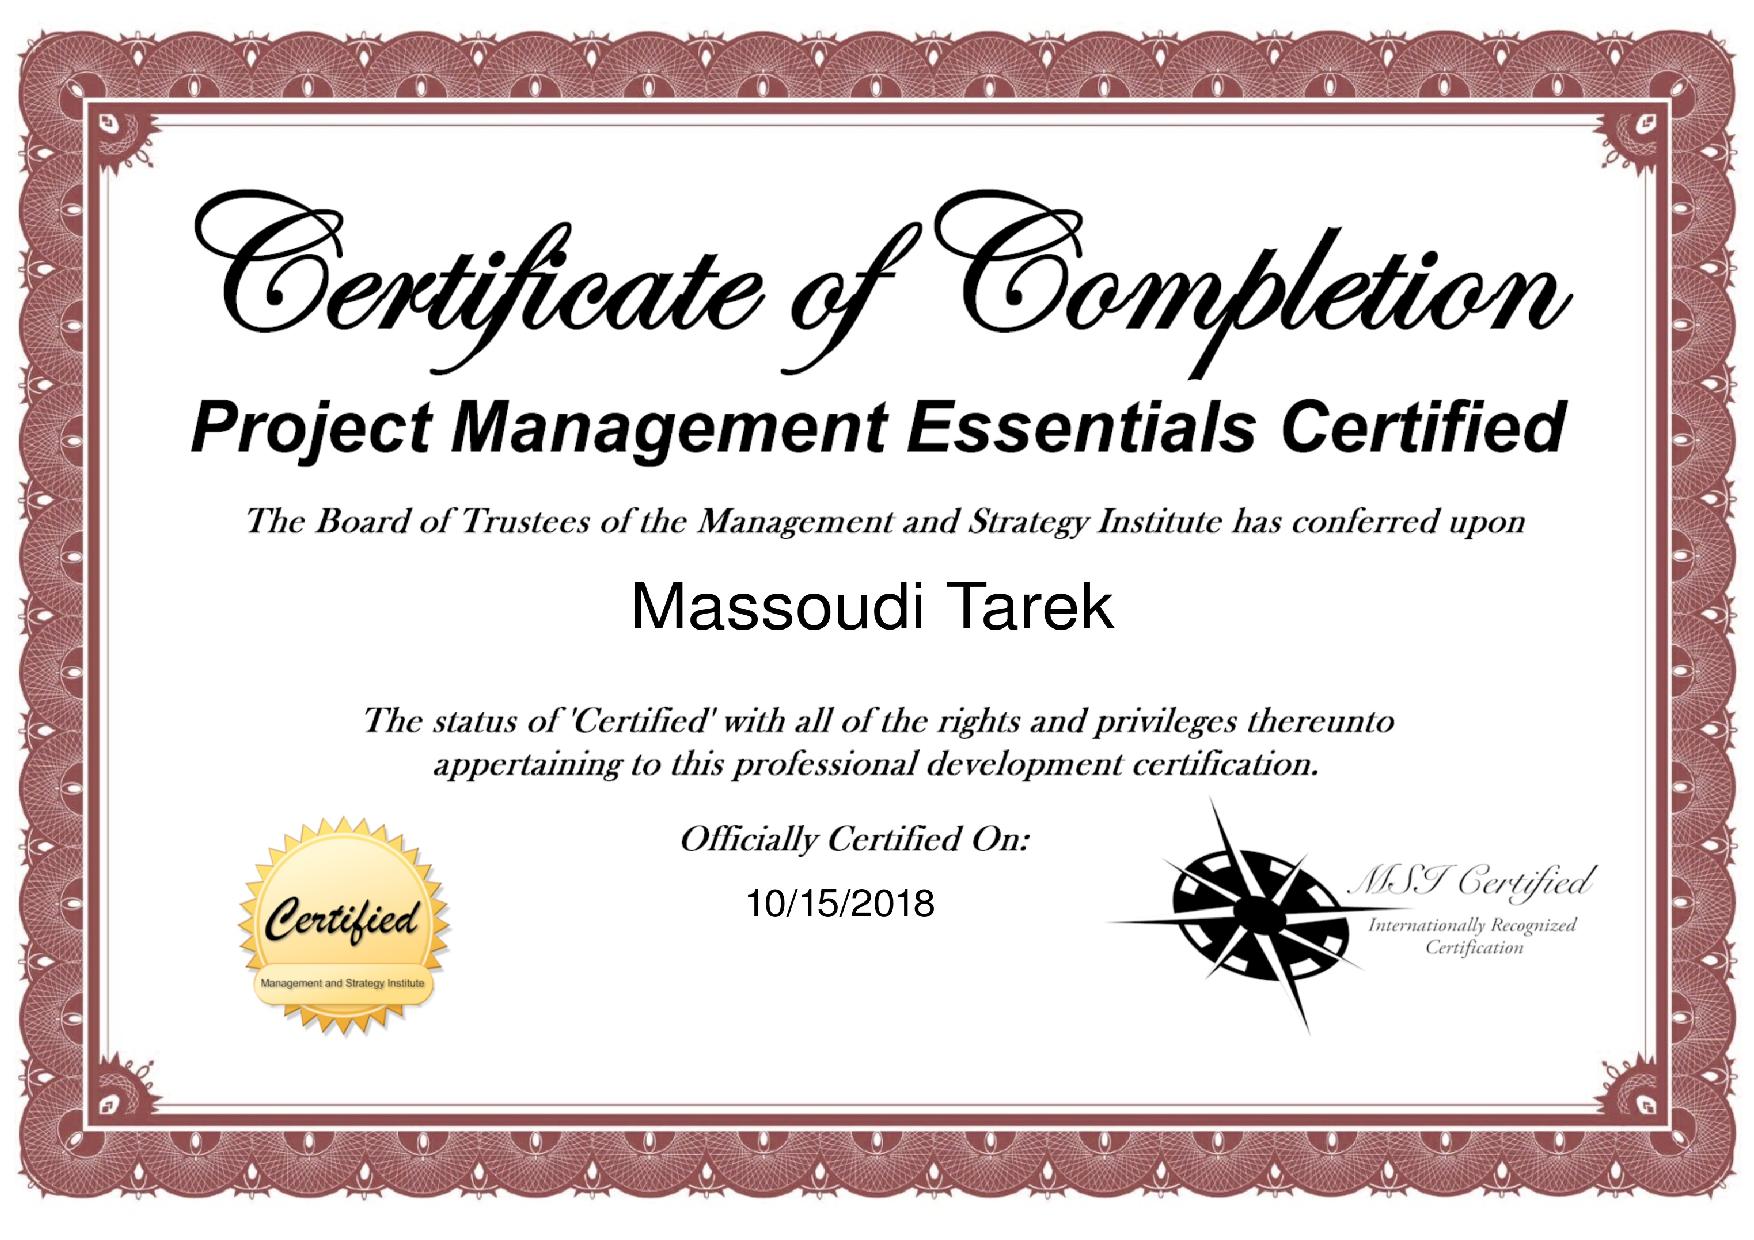 Certificate of Completion
Project Management Essentials Certified
The Board of Trustees of the Management and Strategy Institute has conferred upon
Massoudi Tarek
The status of 'Certified' with all of the rights and privileges thereunto
appertaining to this professional development certification.
Officially Certified On:
10/15/2018
Certified
Management and Strategy Institute
MSI Certified
Internationally Recognized
Certification